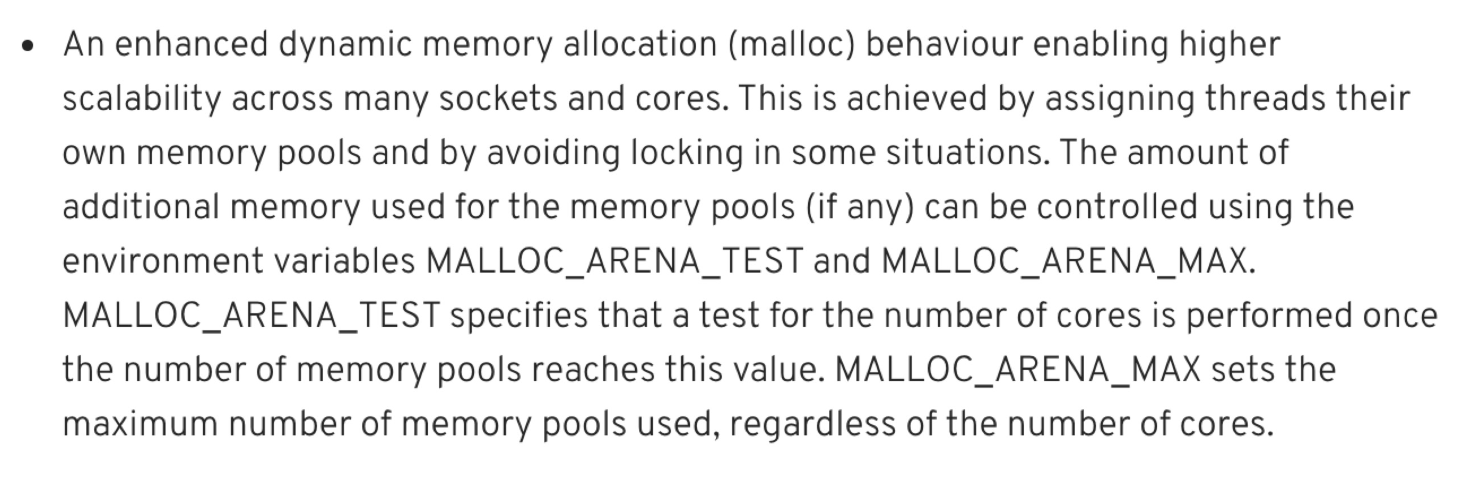 • An enhanced dynamic memory allocation (malloc) behaviour enabling higher
scalability across many sockets and cores. This is achieved by assigning threads their
own memory pools and by avoiding locking in some situations. The amount of
additional memory used for the memory pools (if any) can be controlled using the
environment variables MALLOC_ARENA_TEST and MALLOC_ARENA_MAX.
MALLOC_ARENA_TEST specifies that a test for the number of cores is performed once
the number of memory pools reaches this value. MALLOC_ARENA_MAX sets the
maximum number of memory pools used, regardless of the number of cores.